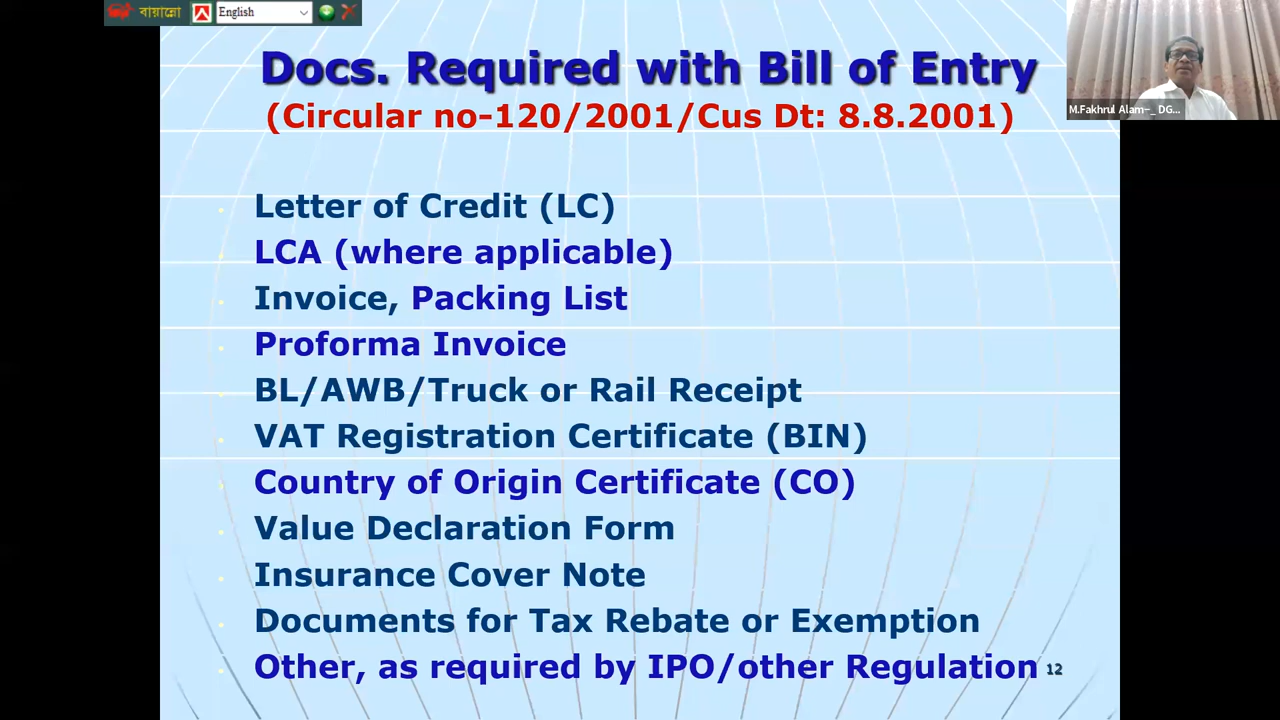 বায়ান্নো English
Docs. Required with Bill of Entry
(Circular no-120/2001/Cus Dt: 8.8.2001)
M.Fakhrul Alam–_ DG...
Letter of Credit (LC)
LCA (where applicable)
Invoice, Packing List
Proforma Invoice
BL/AWB/Truck or Rail Receipt
VAT Registration Certificate (BIN)
Country of Origin Certificate (CO)
Value Declaration Form
Insurance Cover Note
Documents for Tax Rebate or Exemption
Other, as required by IPO/other Regulation 12